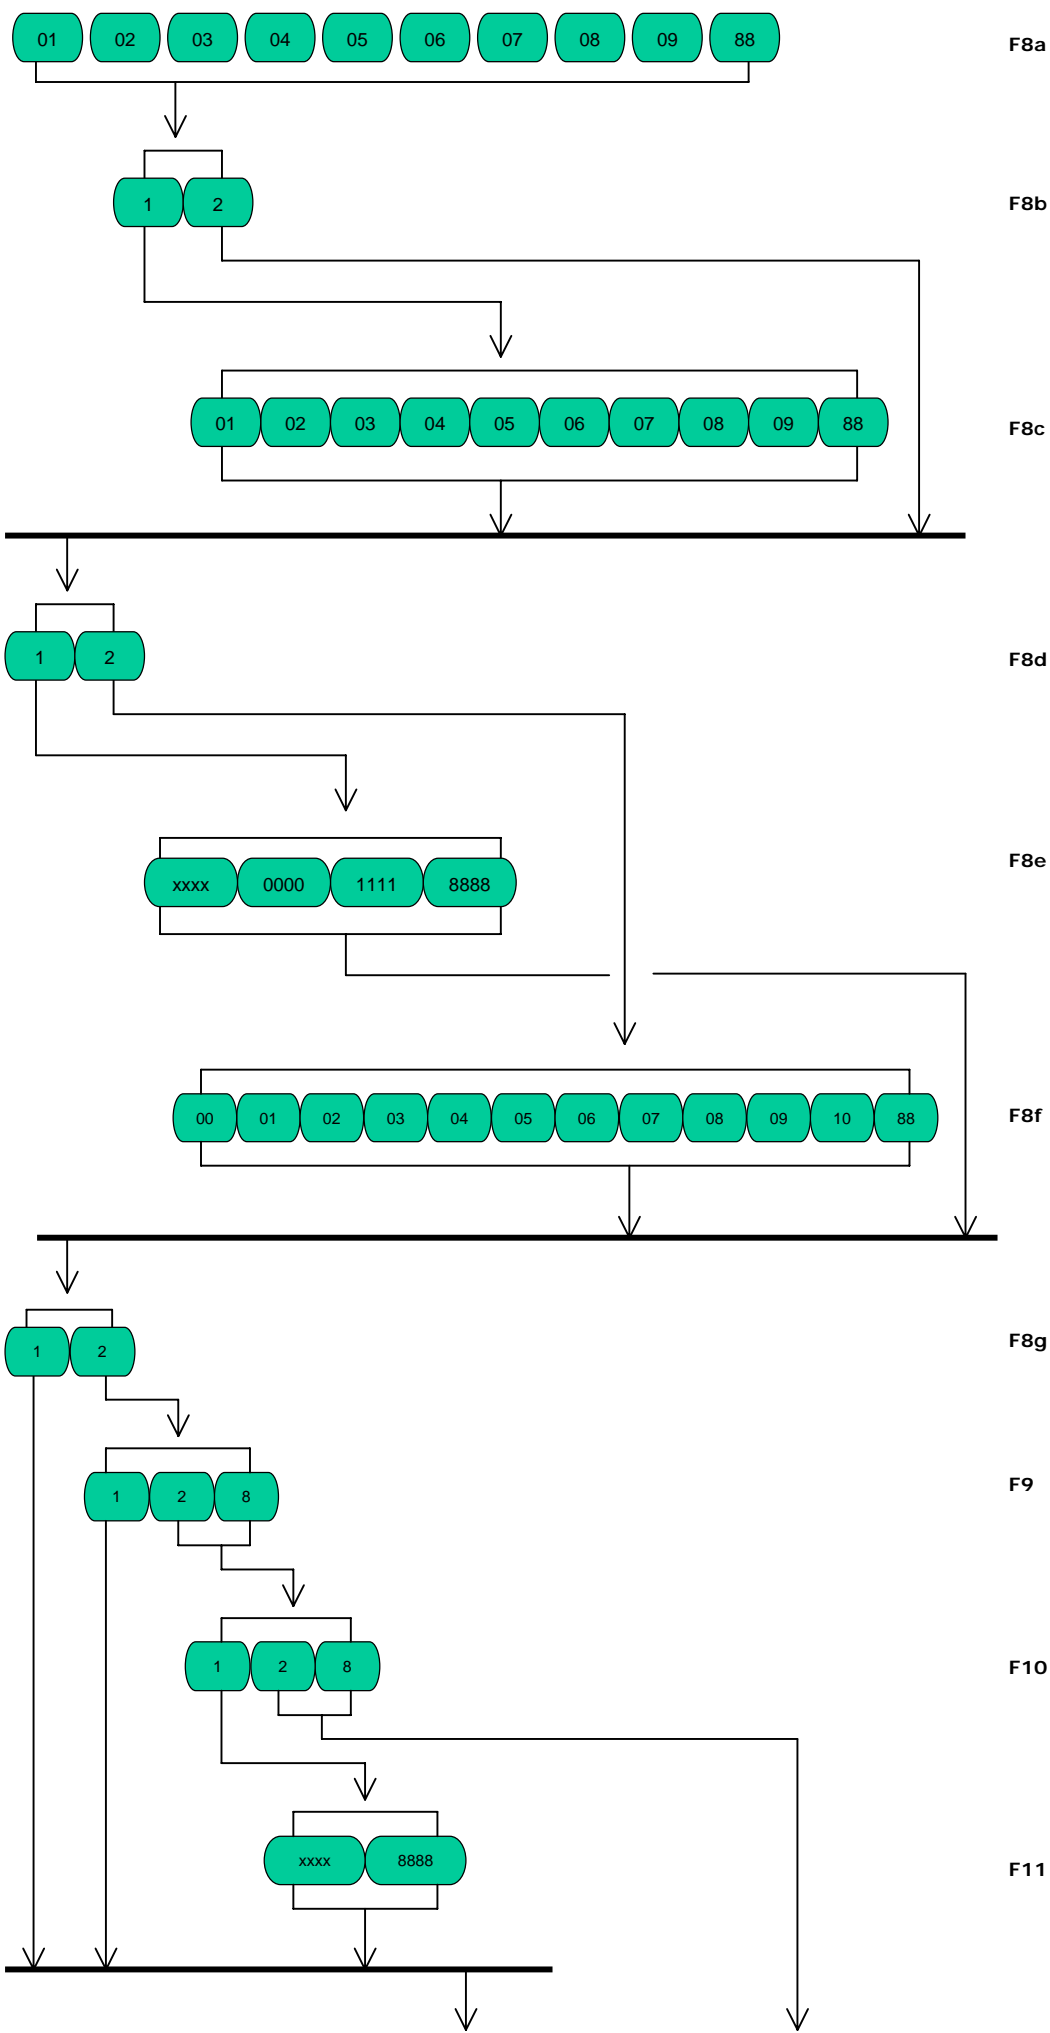 01 02 03 04 05 06 07 08 09 88 F8a
1 2 F8b
01 02 03 04 05 06 07 08 09 88 F8c
1 2 F8d
xxxx 0000 1111 8888 F8e
00 01 02 03 04 05 06 07 08 09 10 88 F8f
1 2 F8g
1 2 8 F9
1 2 8 F10
xxxx 8888 F11